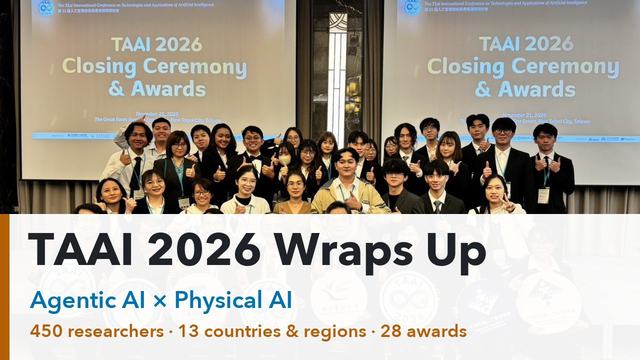 TAAI 2026
Closing Ceremony
& Awards
TAAI 2026
Closing Ceremony
& Awards
TAAI 2026 Wraps Up
Agentic AI × Physical AI
450 researchers · 13 countries & regions · 28 awards